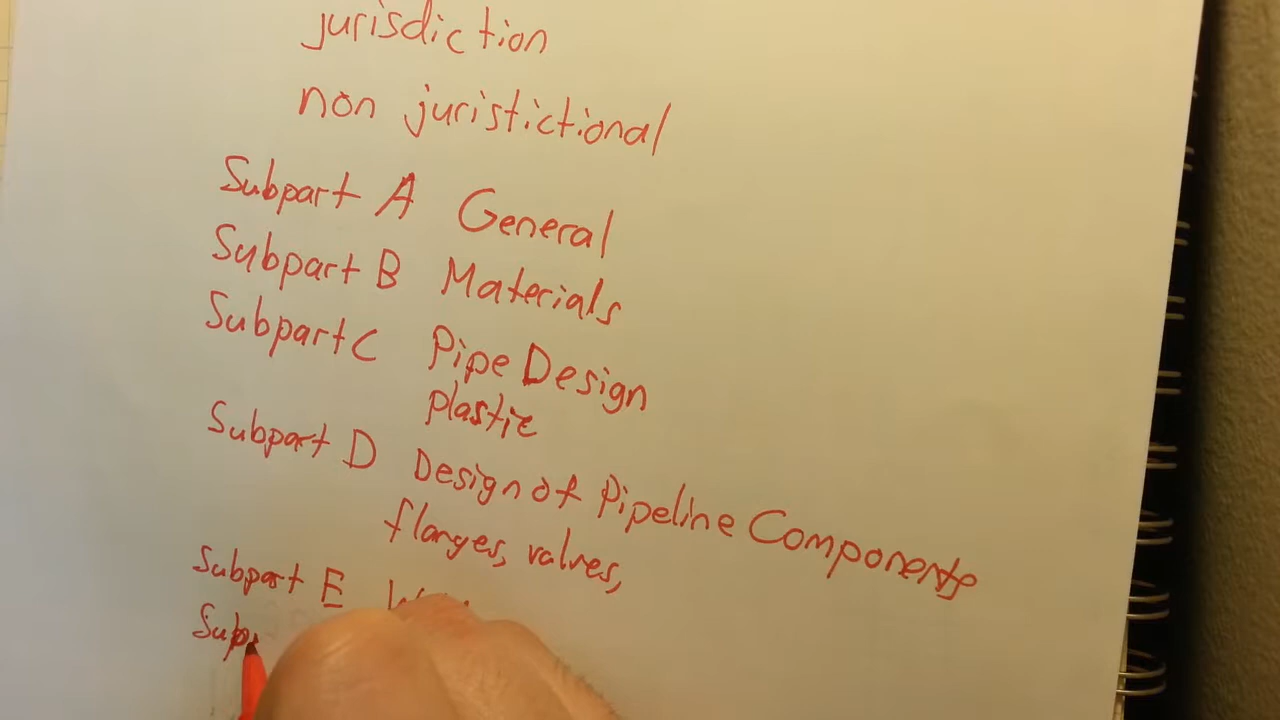 jurisdiction
non juristictional
Subpart A General
Subpart B Materials
Subpart C Pipe Design
plastic
Subpart D Design of Pipeline Components
flanges, valves,
Subpart E